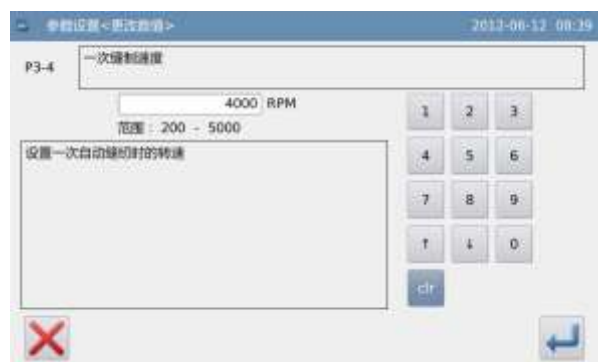 参数设置<更改数值> 2012-06-12 08:39
P3-4 一次缝制速度
4000 RPM
范围: 200 - 5000
设置一次自动缝纫时的转速
1 2 3
4 5 6
7 8 9
↑ ↓ 0
clr